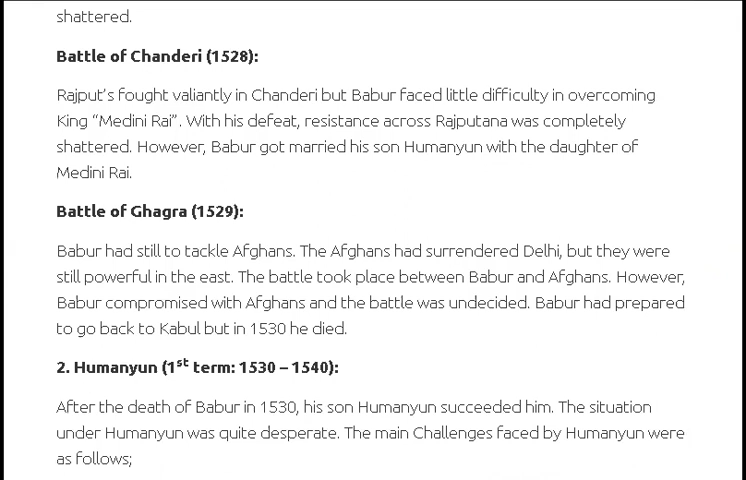 shattered.
Battle of Chanderi (1528):
Rajput's fought valiantly in Chanderi but Babur faced little difficulty in overcoming
King "Medini Rai". With his defeat, resistance across Rajputana was completely
shattered. However, Babur got married his son Humanyun with the daughter of
Medini Rai.
Battle of Ghagra (1529):
Babur had still to tackle Afghans. The Afghans had surrendered Delhi, but they were
still powerful in the east. The battle took place between Babur and Afghans. However,
Babur compromised with Afghans and the battle was undecided. Babur had prepared
to go back to Kabul but in 1530 he died.
2. Humanyun (1st term: 1530 – 1540):
After the death of Babur in 1530, his son Humanyun succeeded him. The situation
under Humanyun was quite desperate. The main Challenges faced by Humanyun were
as follows;